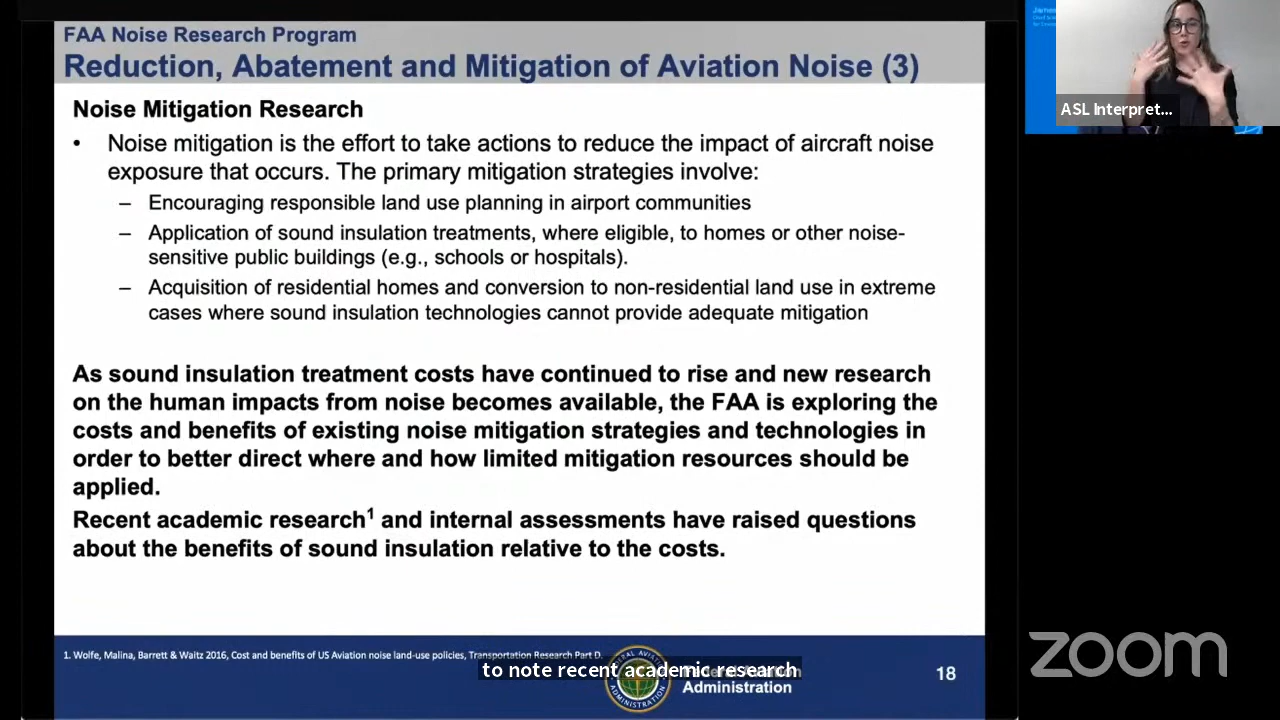 FAA Noise Research Program
Reduction, Abatement and Mitigation of Aviation Noise (3)
Noise Mitigation Research
• Noise mitigation is the effort to take actions to reduce the impact of aircraft noise
exposure that occurs. The primary mitigation strategies involve:
– Encouraging responsible land use planning in airport communities
– Application of sound insulation treatments, where eligible, to homes or other noise-
sensitive public buildings (e.g., schools or hospitals).
– Acquisition of residential homes and conversion to non-residential land use in extreme
cases where sound insulation technologies cannot provide adequate mitigation
As sound insulation treatment costs have continued to rise and new research
on the human impacts from noise becomes available, the FAA is exploring the
costs and benefits of existing noise mitigation strategies and technologies in
order to better direct where and how limited mitigation resources should be
applied.
Recent academic research¹ and internal assessments have raised questions
about the benefits of sound insulation relative to the costs.
1. Wolfe, Malina, Barrett & Waitz 2016, Cost and benefits of US Aviation noise land-use policies, Transportation Research Part D.
to note recent academic research
Administration
18
James
ASL Interpret...
zoom